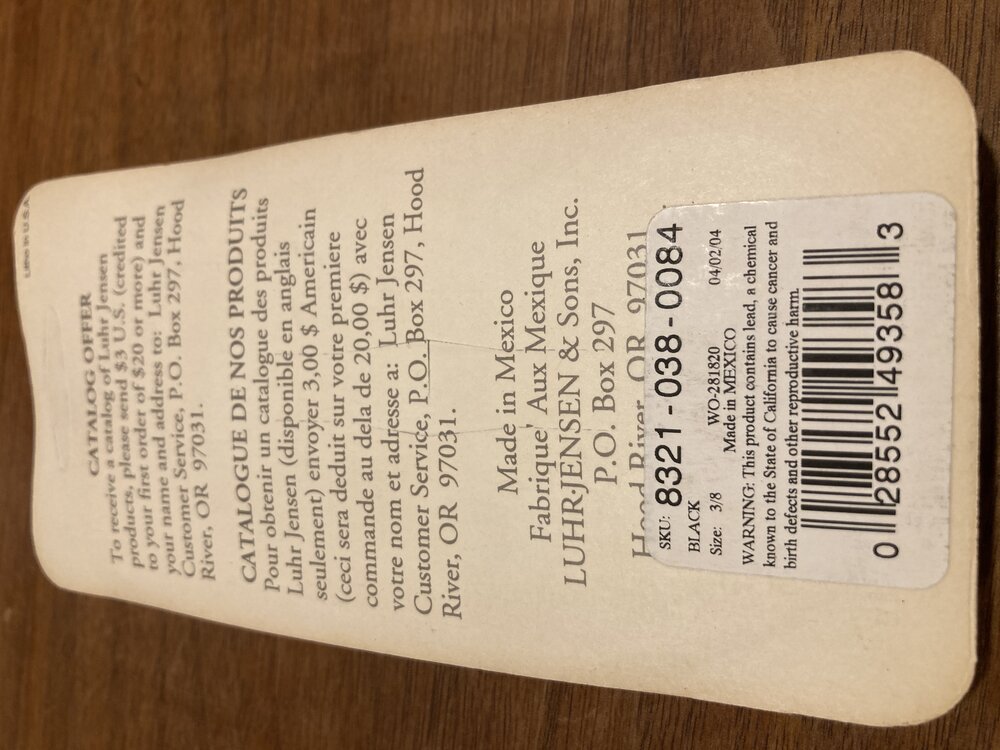 Litho in U.S.A.
CATALOG OFFER
To receive a catalog of Luhr Jensen
products, please send $3 U.S. (credited
to your first order of $20 or more) and
your name and address to: Luhr Jensen
Customer Service, P.O. Box 297, Hood
River, OR 97031.
CATALOGUE DE NOS PRODUITS
Pour obtenir un catalogue des produits
Luhr Jensen (disponible en anglais
seulement) envoyer 3,00 $ Americain
(ceci sera deduit sur votre premiere
commande au dela de 20,00 $) avec
votre nom et adresse a: Luhr Jensen
Customer Service, P.O. Box 297, Hood
River, OR 97031.
Made in Mexico
Fabrique' Aux Mexique
LUHR-JENSEN & Sons, Inc.
P.O. Box 297
Hood River OR 97031
SKU: 8321-038-0084
BLACK
Size: 3/8 WO-281820 04/02/04
Made in MEXICO
WARNING: This product contains lead, a chemical
known to the State of California to cause cancer and
birth defects and other reproductive harm.
0 28552 49358 3